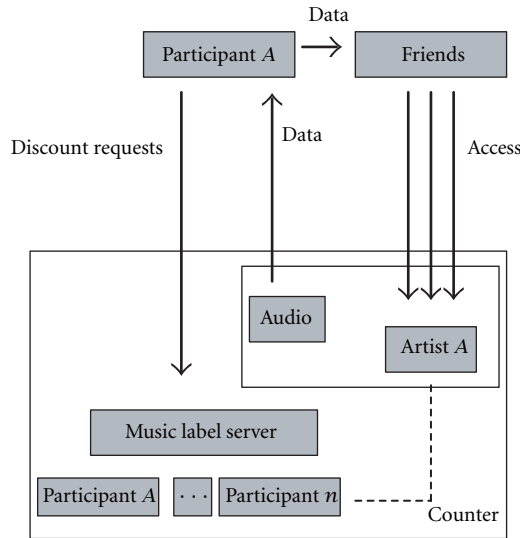 Data
Participant A
Friends
Discount requests
Data
Access
Audio
Artist A
Music label server
Participant A
· · ·
Participant n
Counter